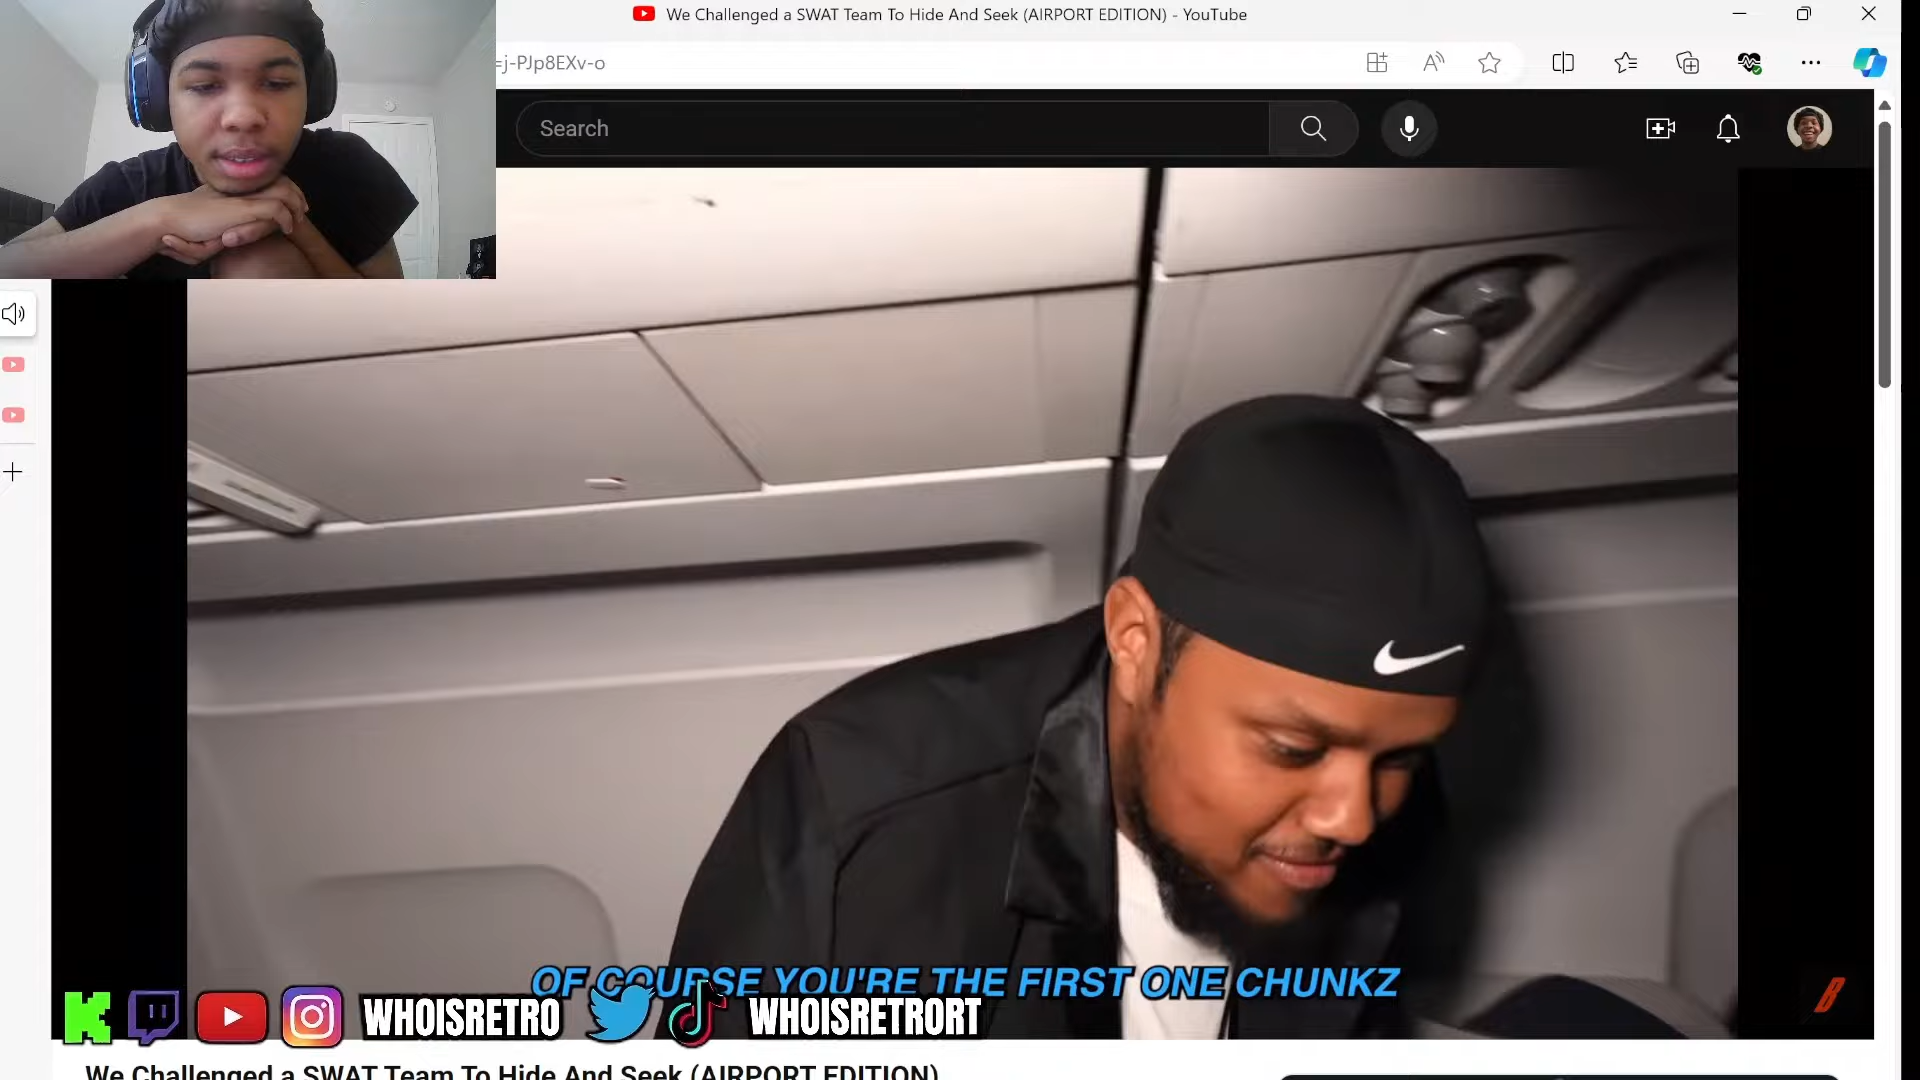 We Challenged a SWAT Team To Hide And Seek (AIRPORT EDITION) - YouTube
=j-PJp8EXv-o
Search
OF COURSE YOU'RE THE FIRST ONE CHUNKZ
WHOISRETRO
WHOISRETRORT
We Challenged a SWAT Team To Hide And Seek (AIRPORT EDITION)